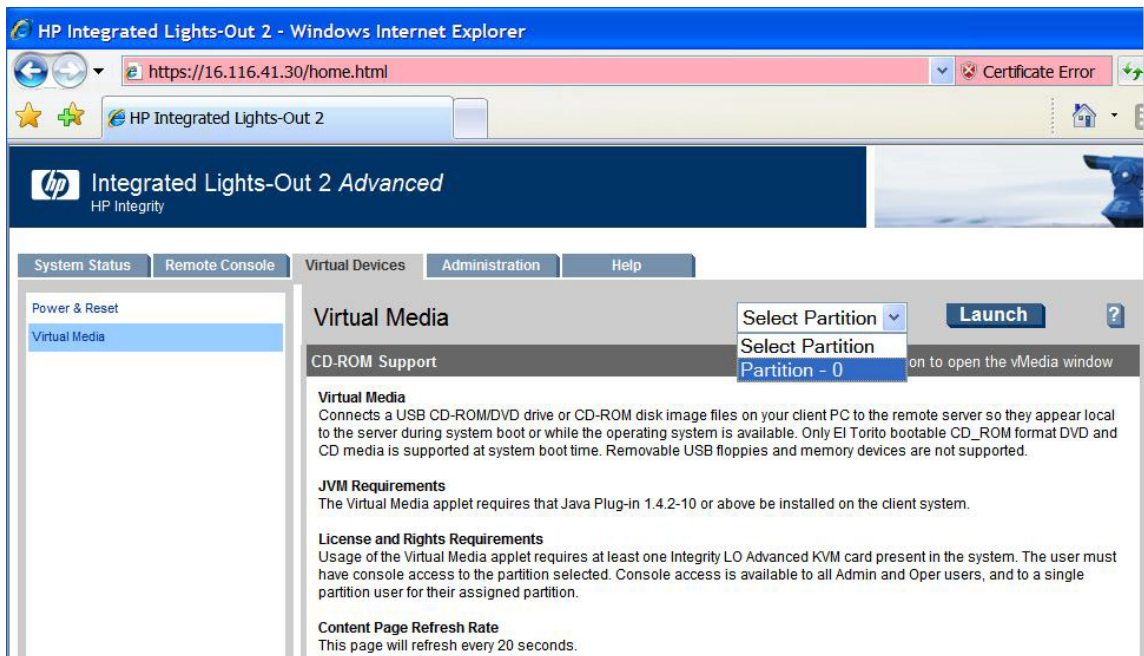 HP Integrated Lights-Out 2 - Windows Internet Explorer
https://16.116.41.30/home.html
Certificate Error
HP Integrated Lights-Out 2
hp
Integrated Lights-Out 2 Advanced
HP Integrity
System Status
Remote Console
Virtual Devices
Administration
Help
Power & Reset
Virtual Media
Virtual Media
Select Partition
Launch
?
Select Partition
Partition - 0
CD-ROM Support
on to open the vMedia window
Virtual Media
Connects a USB CD-ROM/DVD drive or CD-ROM disk image files on your client PC to the remote server so they appear local
to the server during system boot or while the operating system is available. Only El Torito bootable CD_ROM format DVD and
CD media is supported at system boot time. Removable USB floppies and memory devices are not supported.
JVM Requirements
The Virtual Media applet requires that Java Plug-in 1.4.2-10 or above be installed on the client system.
License and Rights Requirements
Usage of the Virtual Media applet requires at least one Integrity LO Advanced KVM card present in the system. The user must
have console access to the partition selected. Console access is available to all Admin and Oper users, and to a single
partition user for their assigned partition.
Content Page Refresh Rate
This page will refresh every 20 seconds.